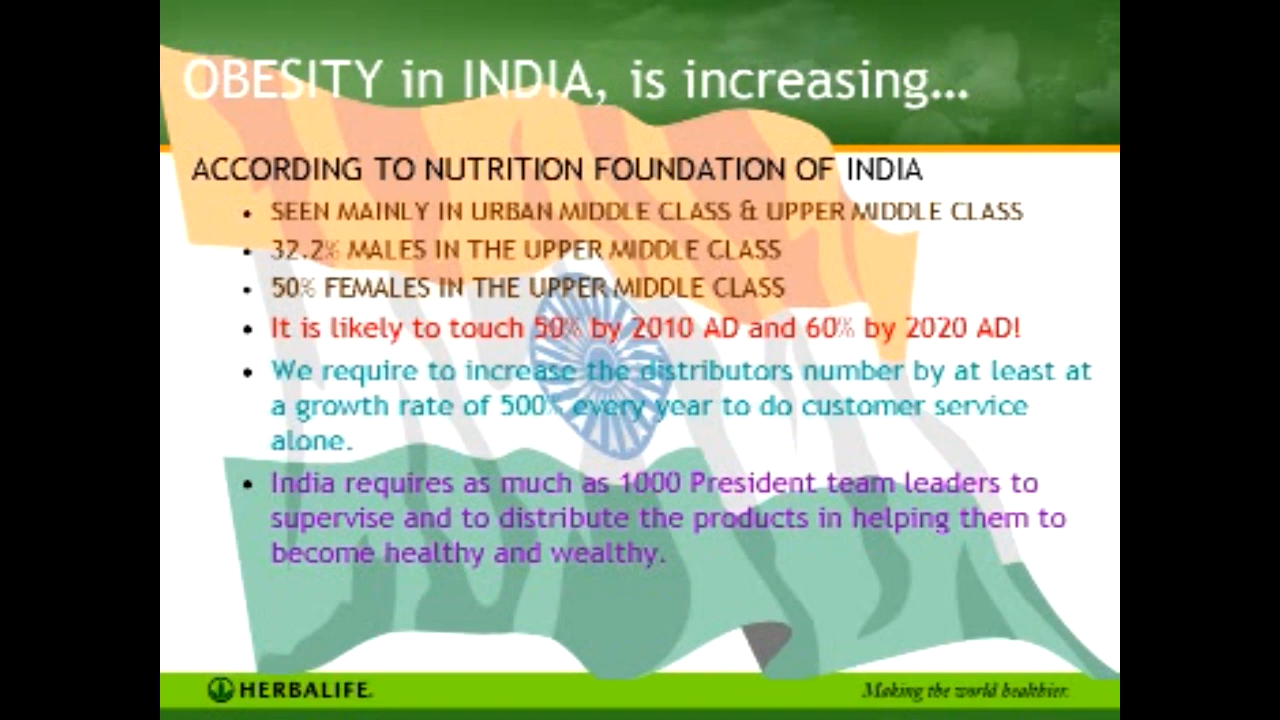 OBESITY in INDIA, is increasing...
ACCORDING TO NUTRITION FOUNDATION OF INDIA
• SEEN MAINLY IN URBAN MIDDLE CLASS & UPPER MIDDLE CLASS
• 32.2% MALES IN THE UPPER MIDDLE CLASS
• 50% FEMALES IN THE UPPER MIDDLE CLASS
• It is likely to touch 50% by 2010 AD and 60% by 2020 AD!
• We require to increase the distributors number by at least at
a growth rate of 500% every year to do customer service
alone.
• India requires as much as 1000 President team leaders to
supervise and to distribute the products in helping them to
become healthy and wealthy.
HERBALIFE. Making the world healthier.